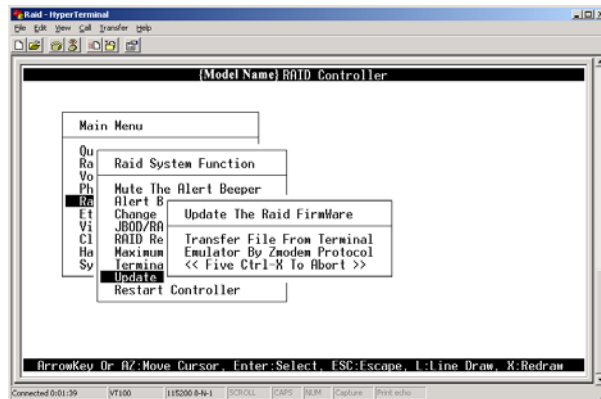 Raid - HyperTerminal
File Edit View Call Transfer Help
{Model Name} RAID Controller
Main Menu
Qu
Ra
Vo
Ph
Ra
Et
Vi
Cl
Ha
Sy
Raid System Function
Mute The Alert Beeper
Alert B
Change
JBOD/RA
RAID Re
Maximum
Termina
Update
Restart Controller
Update The Raid FirmWare
Transfer File From Terminal
Emulator By Zmodem Protocol
<< Five Ctrl-X To Abort >>
ArrowKey Or AZ:Move Cursor, Enter:Select, ESC:Escape, L:Line Draw, X:Redraw
Connected 0:01:39 VT100 115200 8-N-1 SCROLL CAPS NUM Capture Print echo